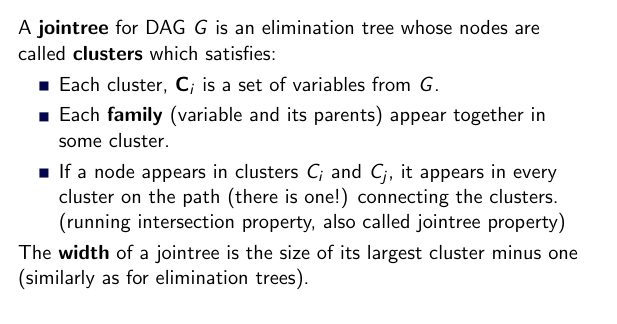 A jointree for DAG G is an elimination tree whose nodes are
called clusters which satisfies:
■ Each cluster, Cᵢ is a set of variables from G.
■ Each family (variable and its parents) appear together in
some cluster.
■ If a node appears in clusters Cᵢ and Cⱼ, it appears in every
cluster on the path (there is one!) connecting the clusters.
(running intersection property, also called jointree property)
The width of a jointree is the size of its largest cluster minus one
(similarly as for elimination trees).